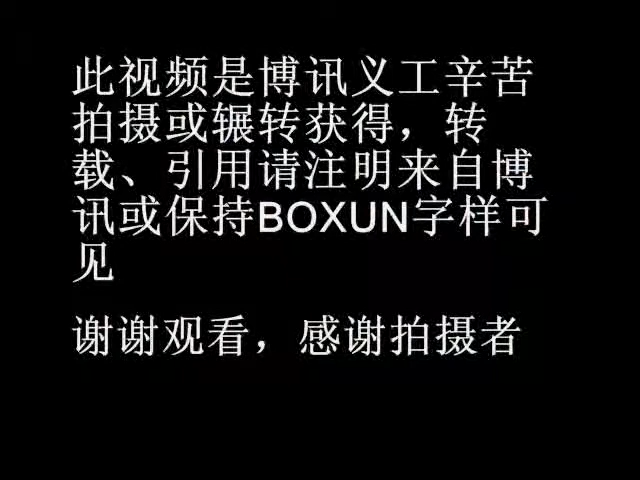 此视频是博讯义工辛苦
拍摄或辗转获得，转
载、引用请注明来自博
讯或保持BOXUN字样可
见
谢谢观看，感谢拍摄者